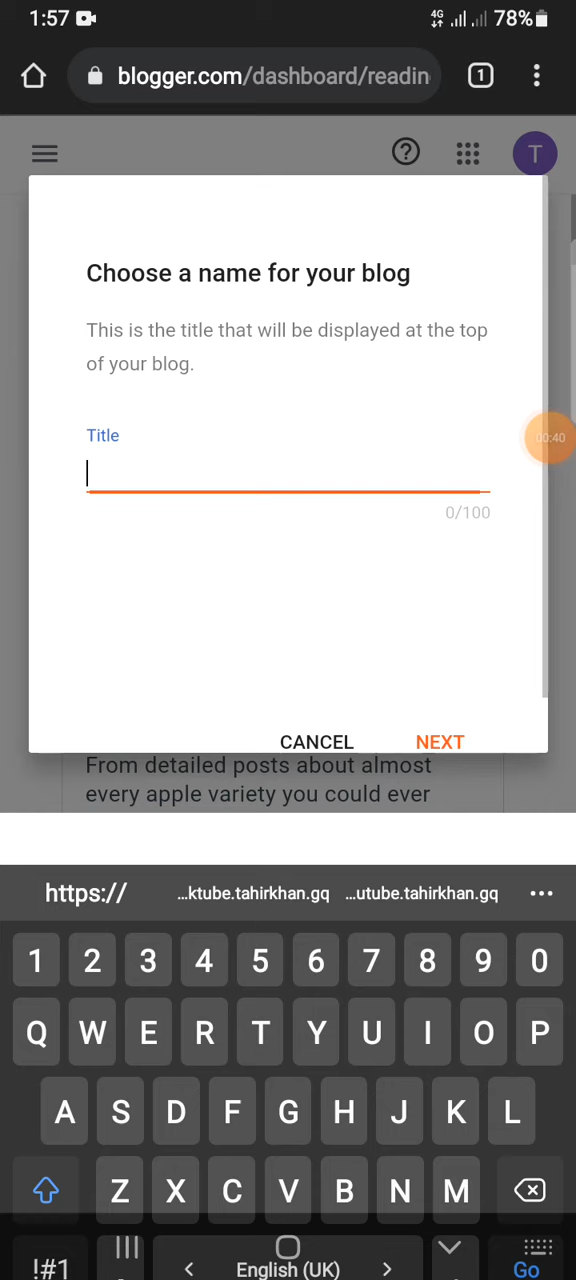 1:57 4G 78%
blogger.com/dashboard/readin 1
T
Choose a name for your blog
This is the title that will be displayed at the top
of your blog.
00:40
Title
0/100
CANCEL NEXT
From detailed posts about almost
every apple variety you could ever
https:// ...ktube.tahirkhan.gq ...utube.tahirkhan.gq ...
1 2 3 4 5 6 7 8 9 0
Q W E R T Y U I O P
A S D F G H J K L
Z X C V B N M
!#1 , < English (UK) > Go